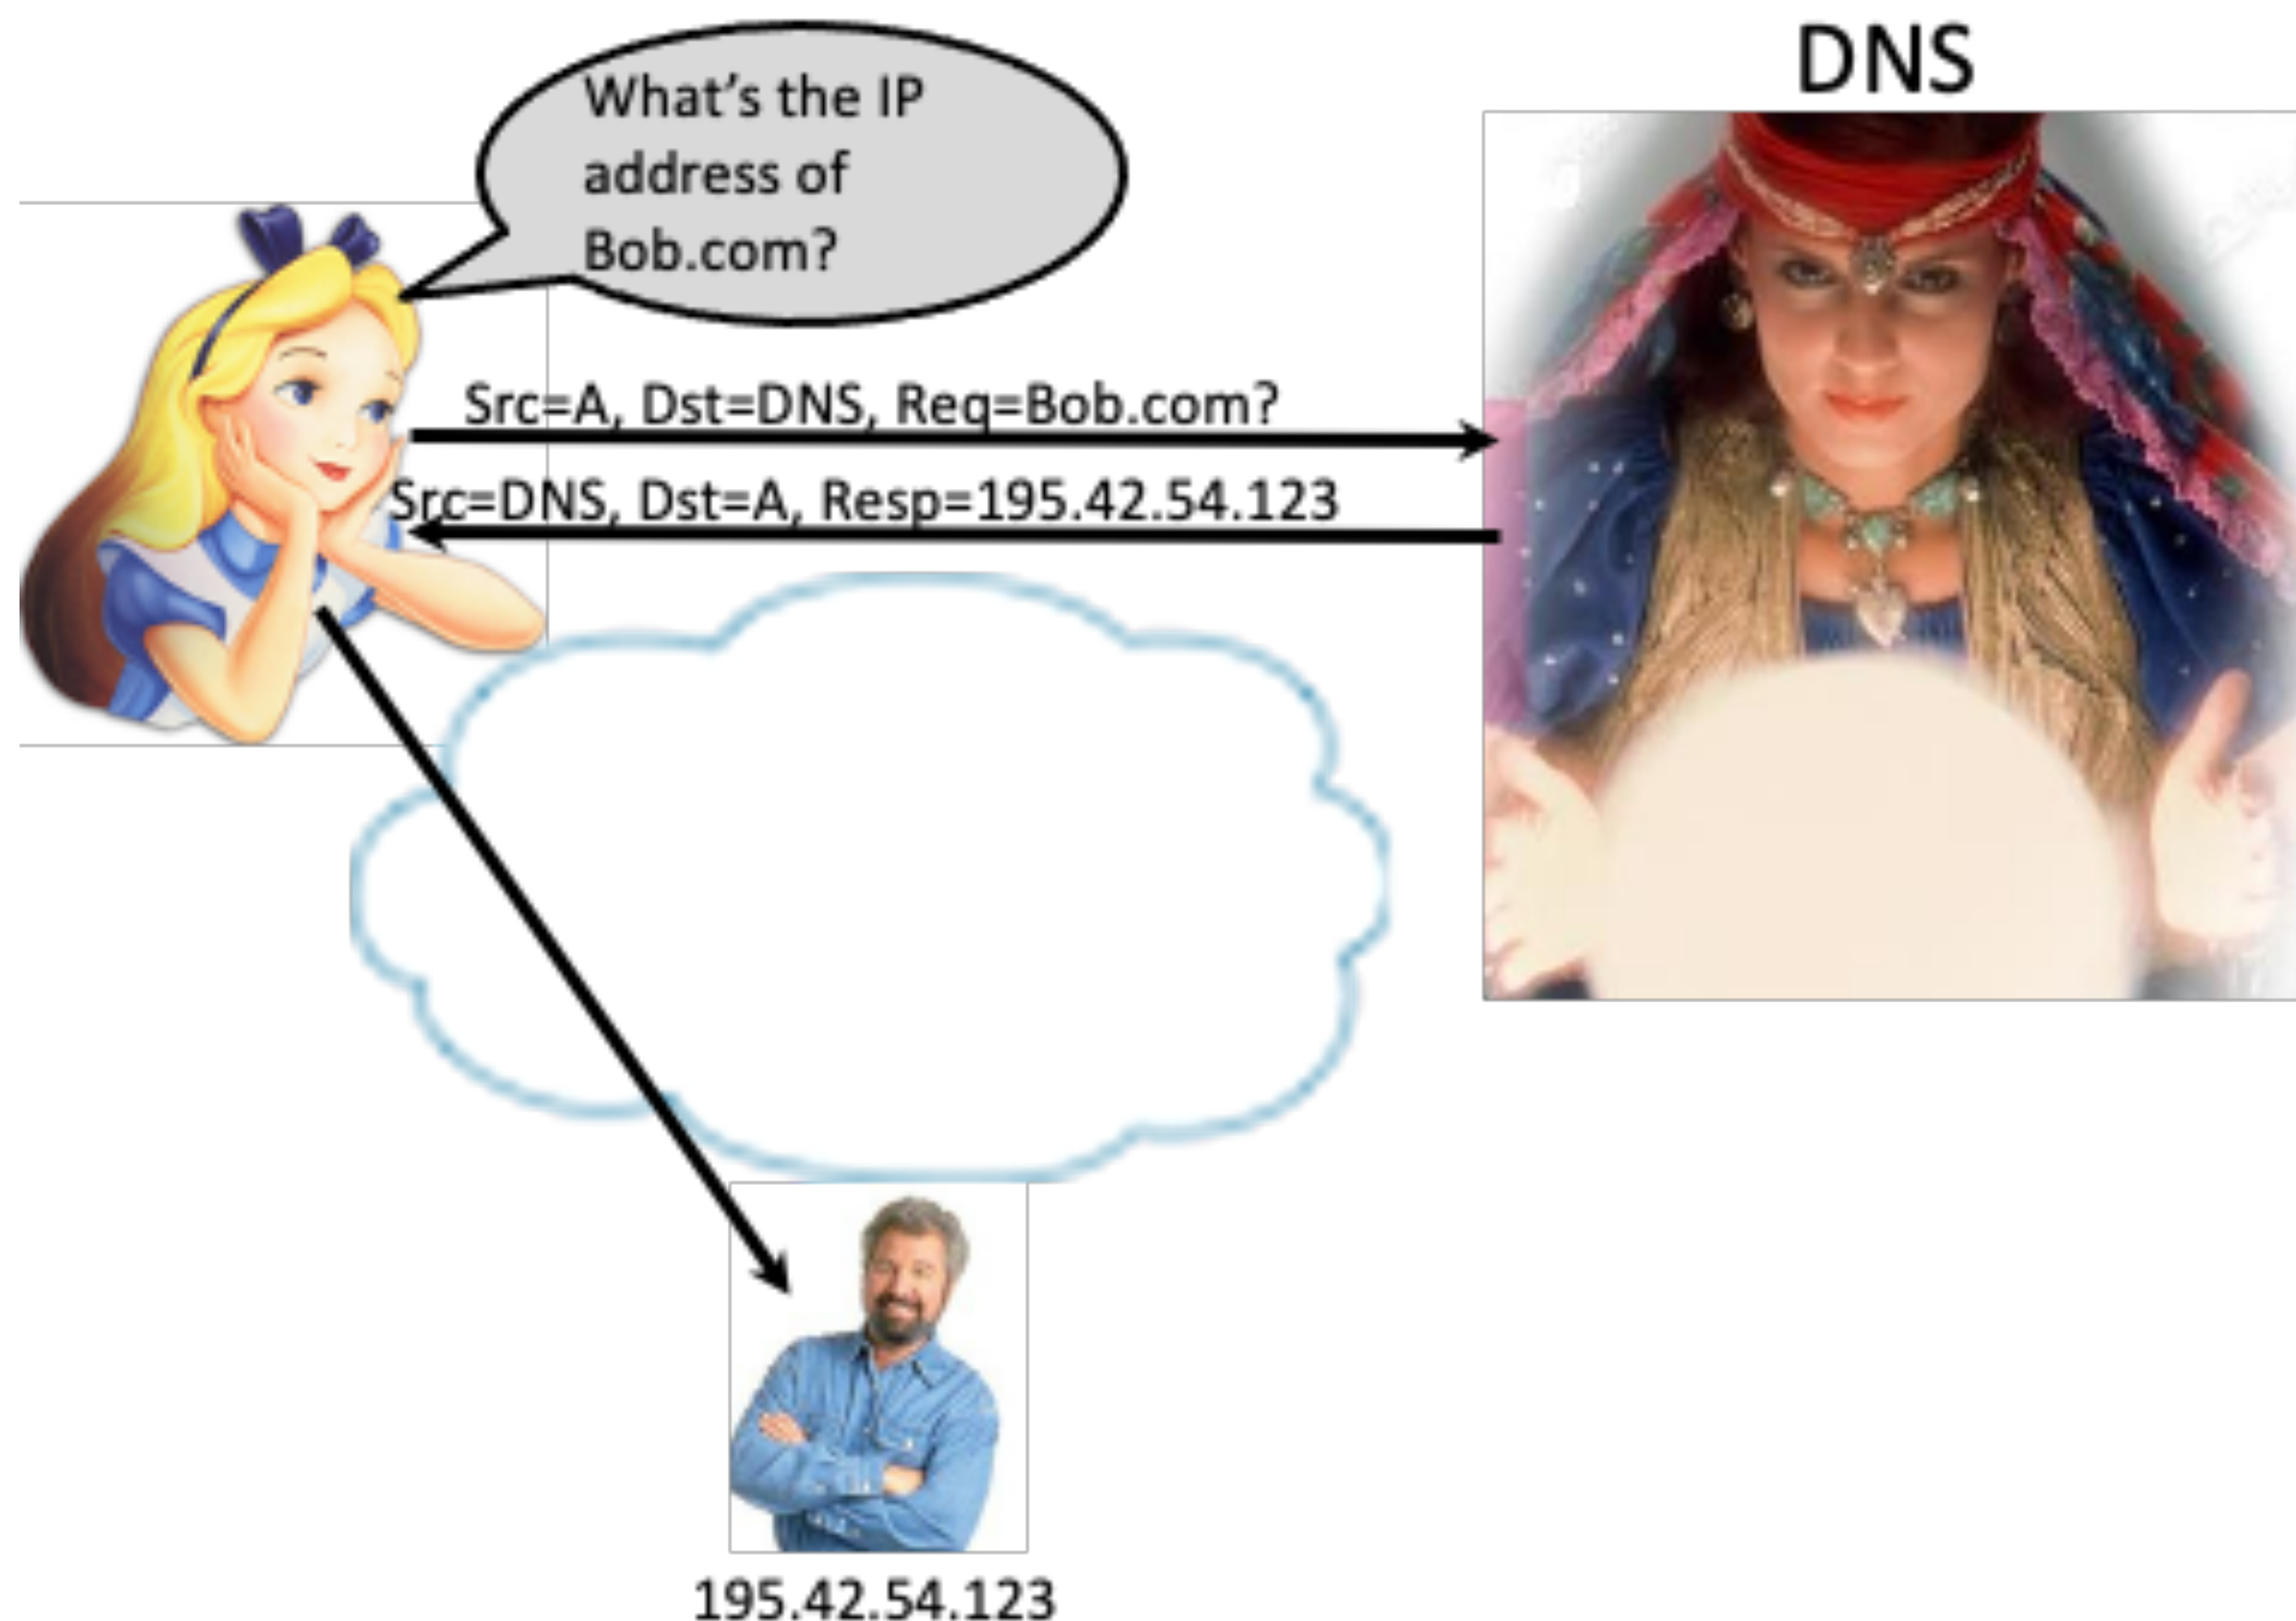 DNS
What's the IP
address of
Bob.com?
Src=A, Dst=DNS, Req=Bob.com?
Src=DNS, Dst=A, Resp=195.42.54.123
195.42.54.123